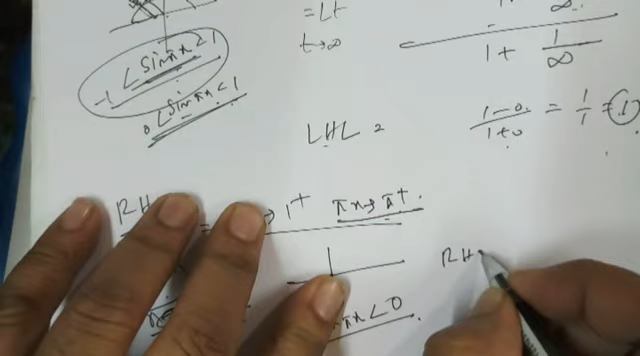 = Lt
t→∞
∞
1 + 1/∞
-1 < sin πx < 1
0 < sin πx < 1
LHL =
1-0/1+0 = 1/1 = 1
RH
→ 1⁺ πx → π⁺.
RH
πx < 0